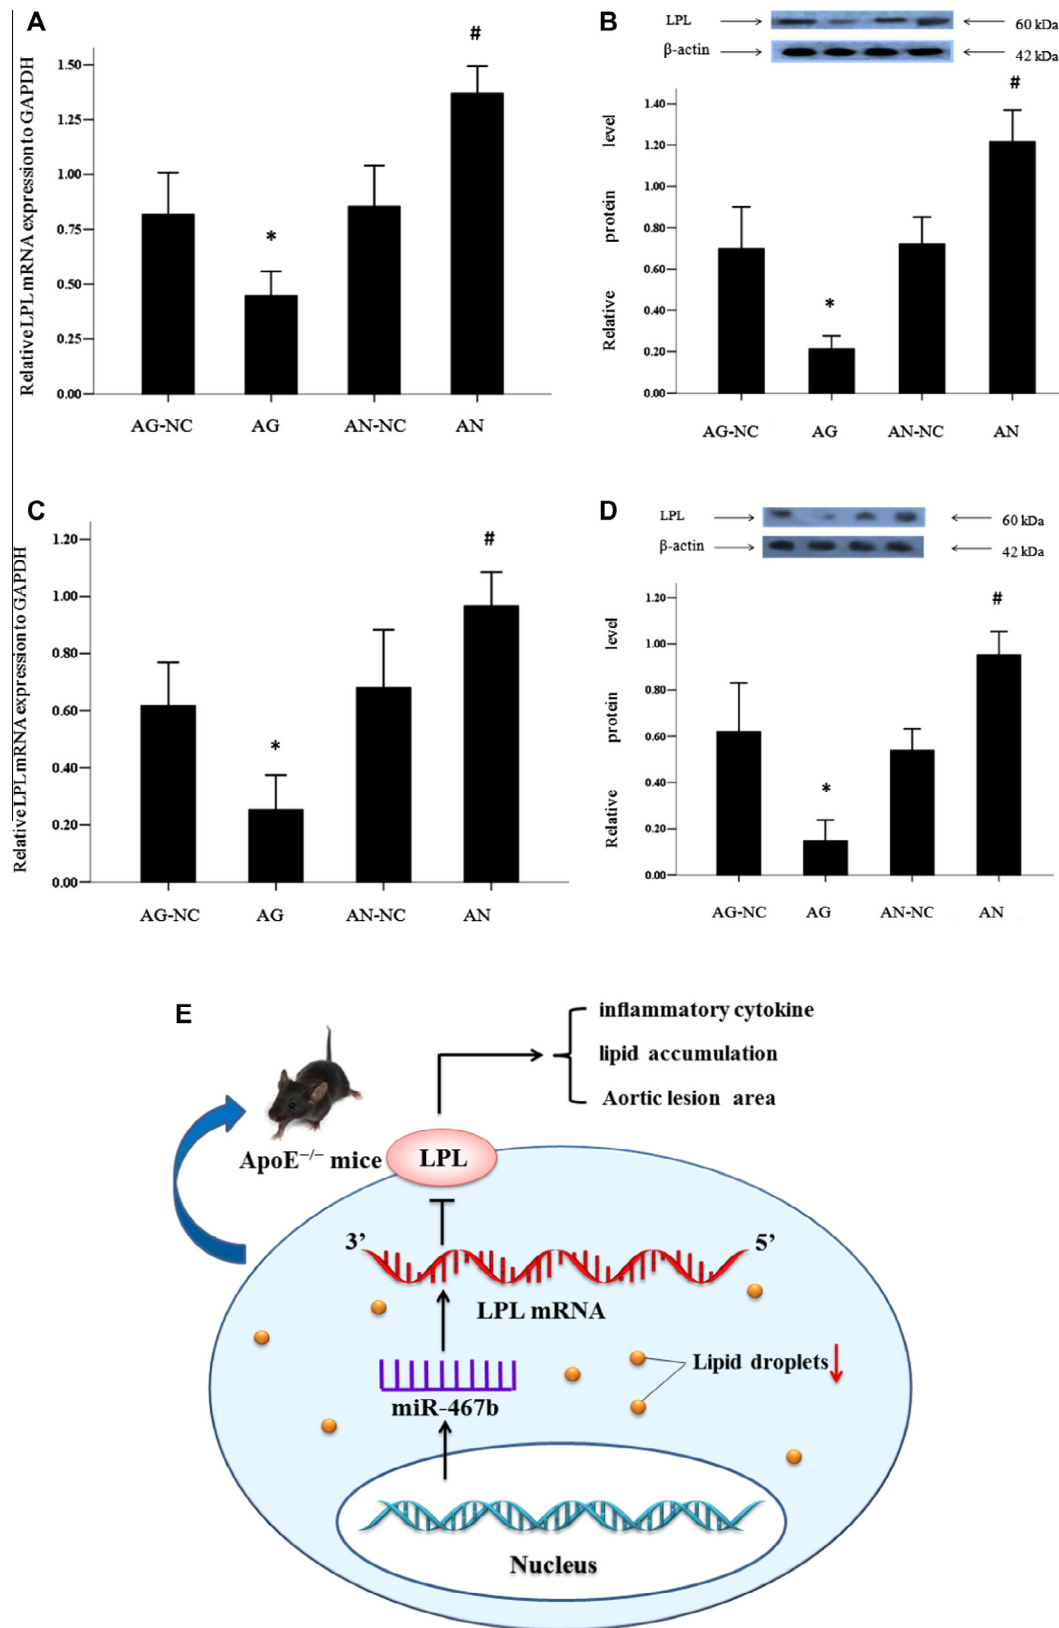 A
Relative LPL mRNA expression to GAPDH
1.50
1.25
1.00
0.75
0.50
0.25
0.00
*
#
AG-NC AG AN-NC AN
B
LPL 60 kDa
β-actin 42 kDa
Relative protein level
1.40
1.20
1.00
0.80
0.60
0.40
0.20
0.00
*
#
AG-NC AG AN-NC AN
C
Relative LPL mRNA expression to GAPDH
1.20
1.00
0.80
0.60
0.40
0.20
0.00
*
#
AG-NC AG AN-NC AN
D
LPL 60 kDa
β-actin 42 kDa
Relative protein level
1.20
1.00
0.80
0.60
0.40
0.20
0.00
*
#
AG-NC AG AN-NC AN
E
inflammatory cytokine
lipid accumulation
Aortic lesion area
ApoE−/− mice
LPL
3’ 5’
LPL mRNA
Lipid droplets
miR-467b
Nucleus